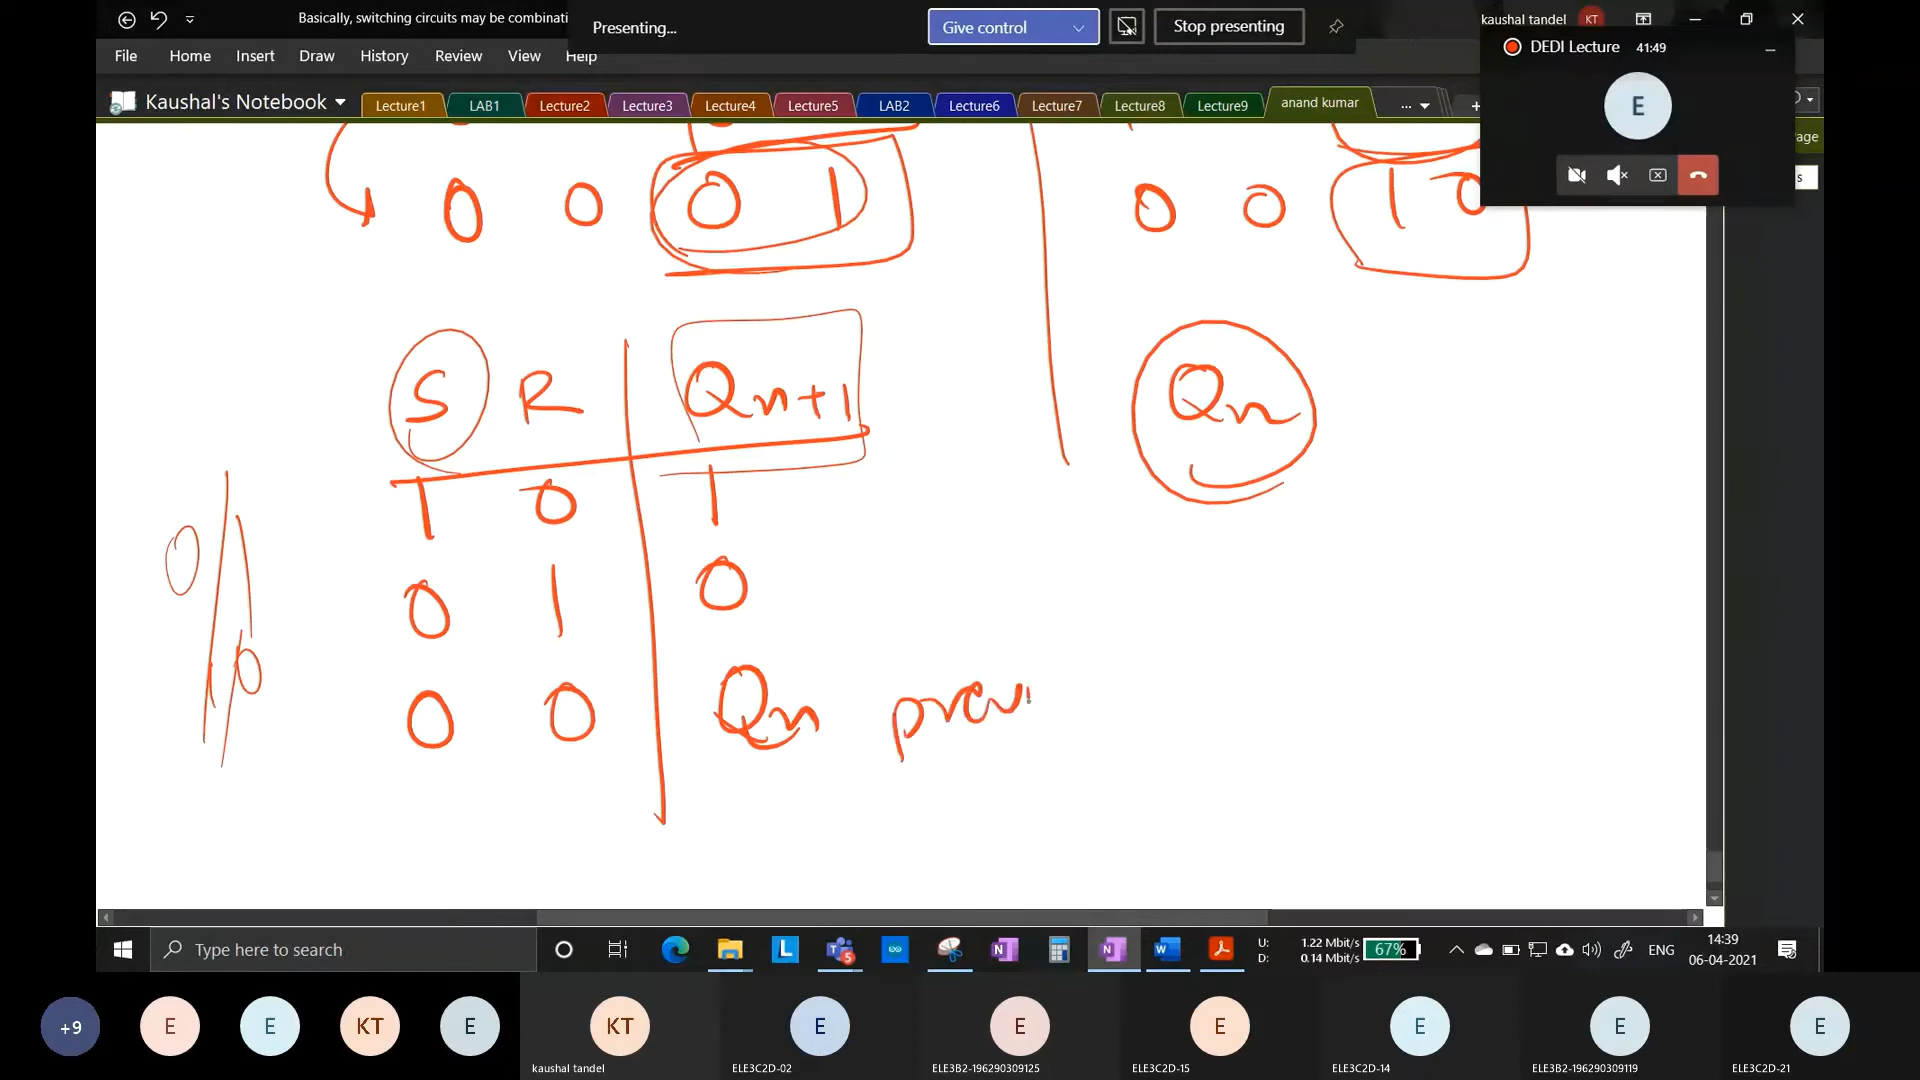 Basically, switching circuits may be combinati
Presenting...
Give control
Stop presenting
kaushal tandel
KT
DEDI Lecture
41:49
File
Home
Insert
Draw
History
Review
View
Help
E
Kaushal's Notebook
Lecture1
LAB1
Lecture2
Lecture3
Lecture4
Lecture5
LAB2
Lecture6
Lecture7
Lecture8
Lecture9
anand kumar
...
+
age
s
0 0 0 1
0 0 1 0
S R Qn+1
Qn
1 0 1
0 1 0
0 0 Qn prev
Type here to search
5
U: 1.22 Mbit/s
D: 0.14 Mbit/s
67%
ENG
14:39
06-04-2021
+9
E
E
KT
E
KT
E
E
E
E
E
E
kaushal tandel
ELE3C2D-02
ELE3B2-196290309125
ELE3C2D-15
ELE3C2D-14
ELE3B2-196290309119
ELE3C2D-21